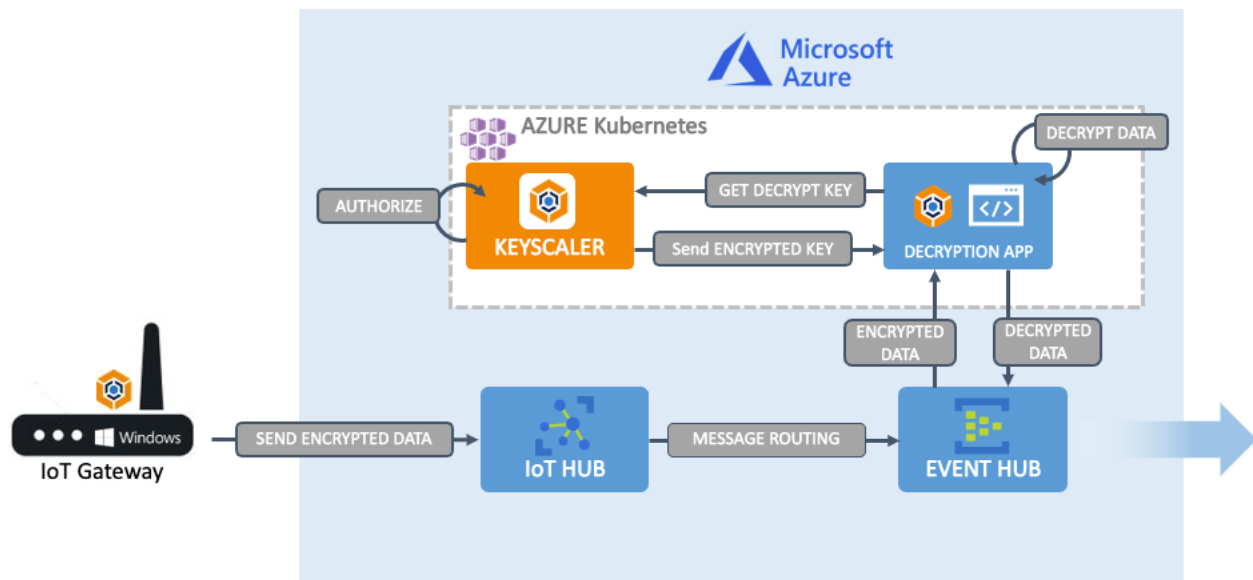 Microsoft
Azure
AZURE Kubernetes
DECRYPT DATA
GET DECRYPT KEY
AUTHORIZE
</>
KEYSCALER
Send ENCRYPTED KEY
DECRYPTION APP
ENCRYPTED
DATA
DECRYPTED
DATA
Windows
IoT Gateway
SEND ENCRYPTED DATA
IoT HUB
MESSAGE ROUTING
EVENT HUB